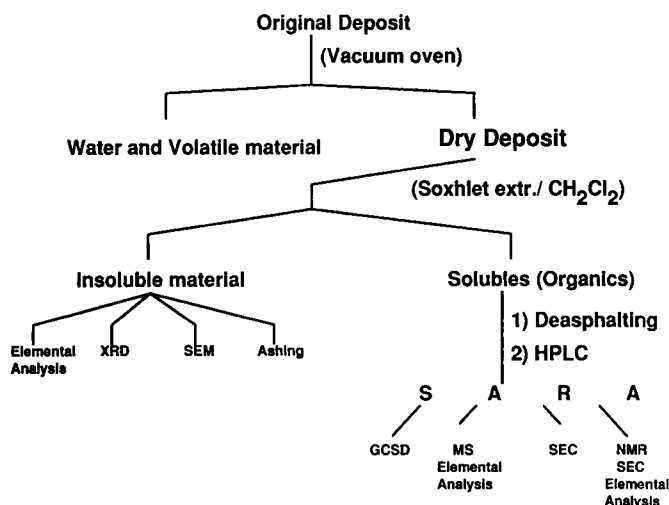 Original Deposit
(Vacuum oven)
Water and Volatile material
Dry Deposit
(Soxhlet extr./ CH₂Cl₂)
Insoluble material
Solubles (Organics)
1) Deasphalting
2) HPLC
Elemental
Analysis
XRD
SEM
Ashing
S A R A
GCSD
MS
Elemental
Analysis
SEC
NMR
SEC
Elemental
Analysis